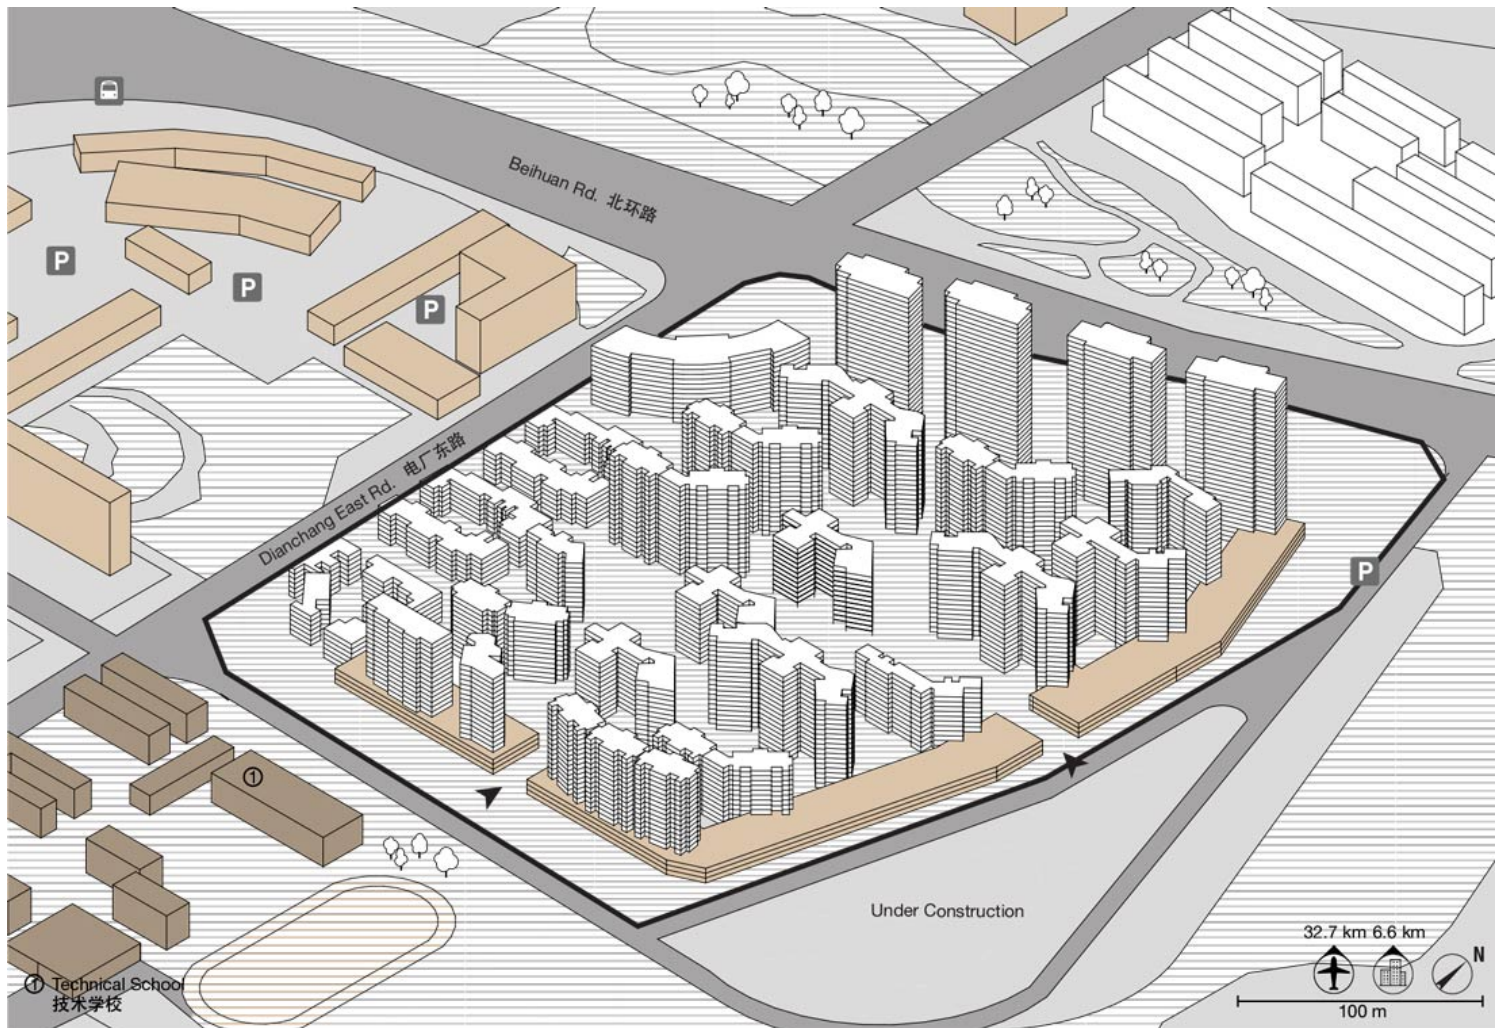 Beihuan Rd. 北环路
P
P
P
Dianchang East Rd. 电厂东路
P
①
Under Construction
32.7 km 6.6 km
N
① Technical School
技术学校
100 m